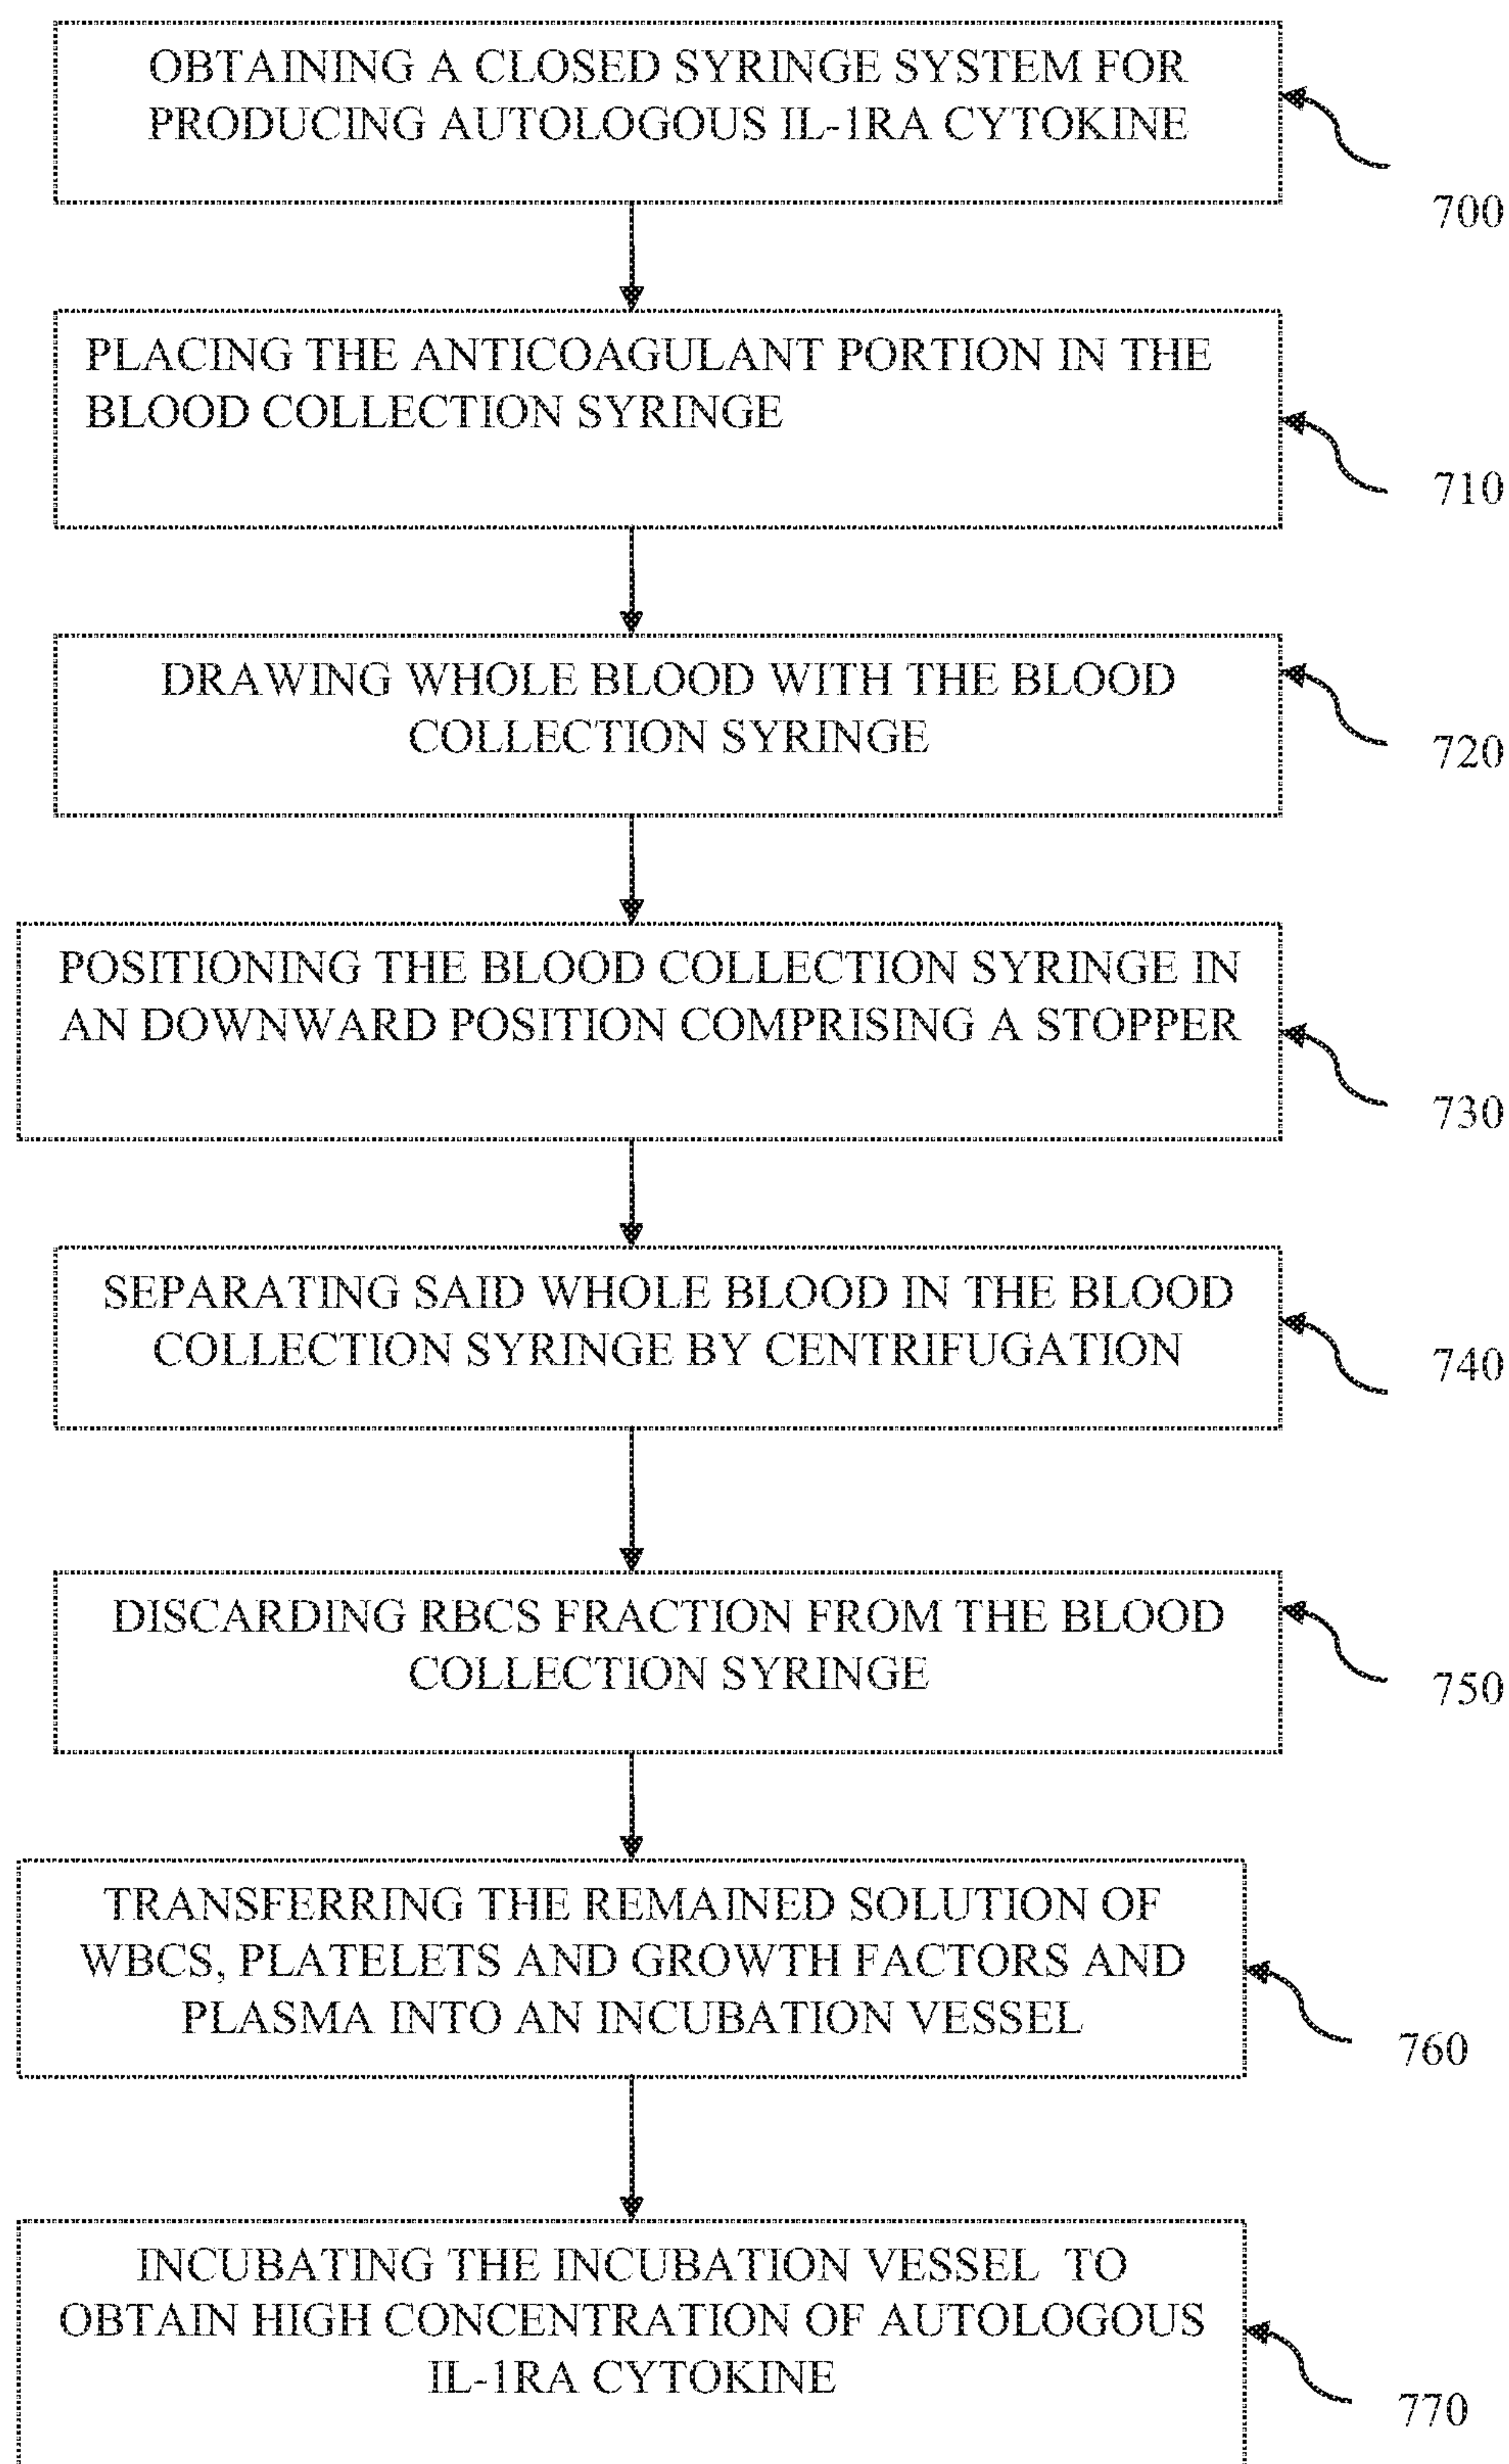 OBTAINING A CLOSED SYRINGE SYSTEM FOR
PRODUCING AUTOLOGOUS IL-1RA CYTOKINE
700
PLACING THE ANTICOAGULANT PORTION IN THE
BLOOD COLLECTION SYRINGE
710
DRAWING WHOLE BLOOD WITH THE BLOOD
COLLECTION SYRINGE
720
POSITIONING THE BLOOD COLLECTION SYRINGE IN
AN DOWNWARD POSITION COMPRISING A STOPPER
730
SEPARATING SAID WHOLE BLOOD IN THE BLOOD
COLLECTION SYRINGE BY CENTRIFUGATION
740
DISCARDING RBCS FRACTION FROM THE BLOOD
COLLECTION SYRINGE
750
TRANSFERRING THE REMAINED SOLUTION OF
WBCS, PLATELETS AND GROWTH FACTORS AND
PLASMA INTO AN INCUBATION VESSEL
760
INCUBATING THE INCUBATION VESSEL TO
OBTAIN HIGH CONCENTRATION OF AUTOLOGOUS
IL-1RA CYTOKINE
770